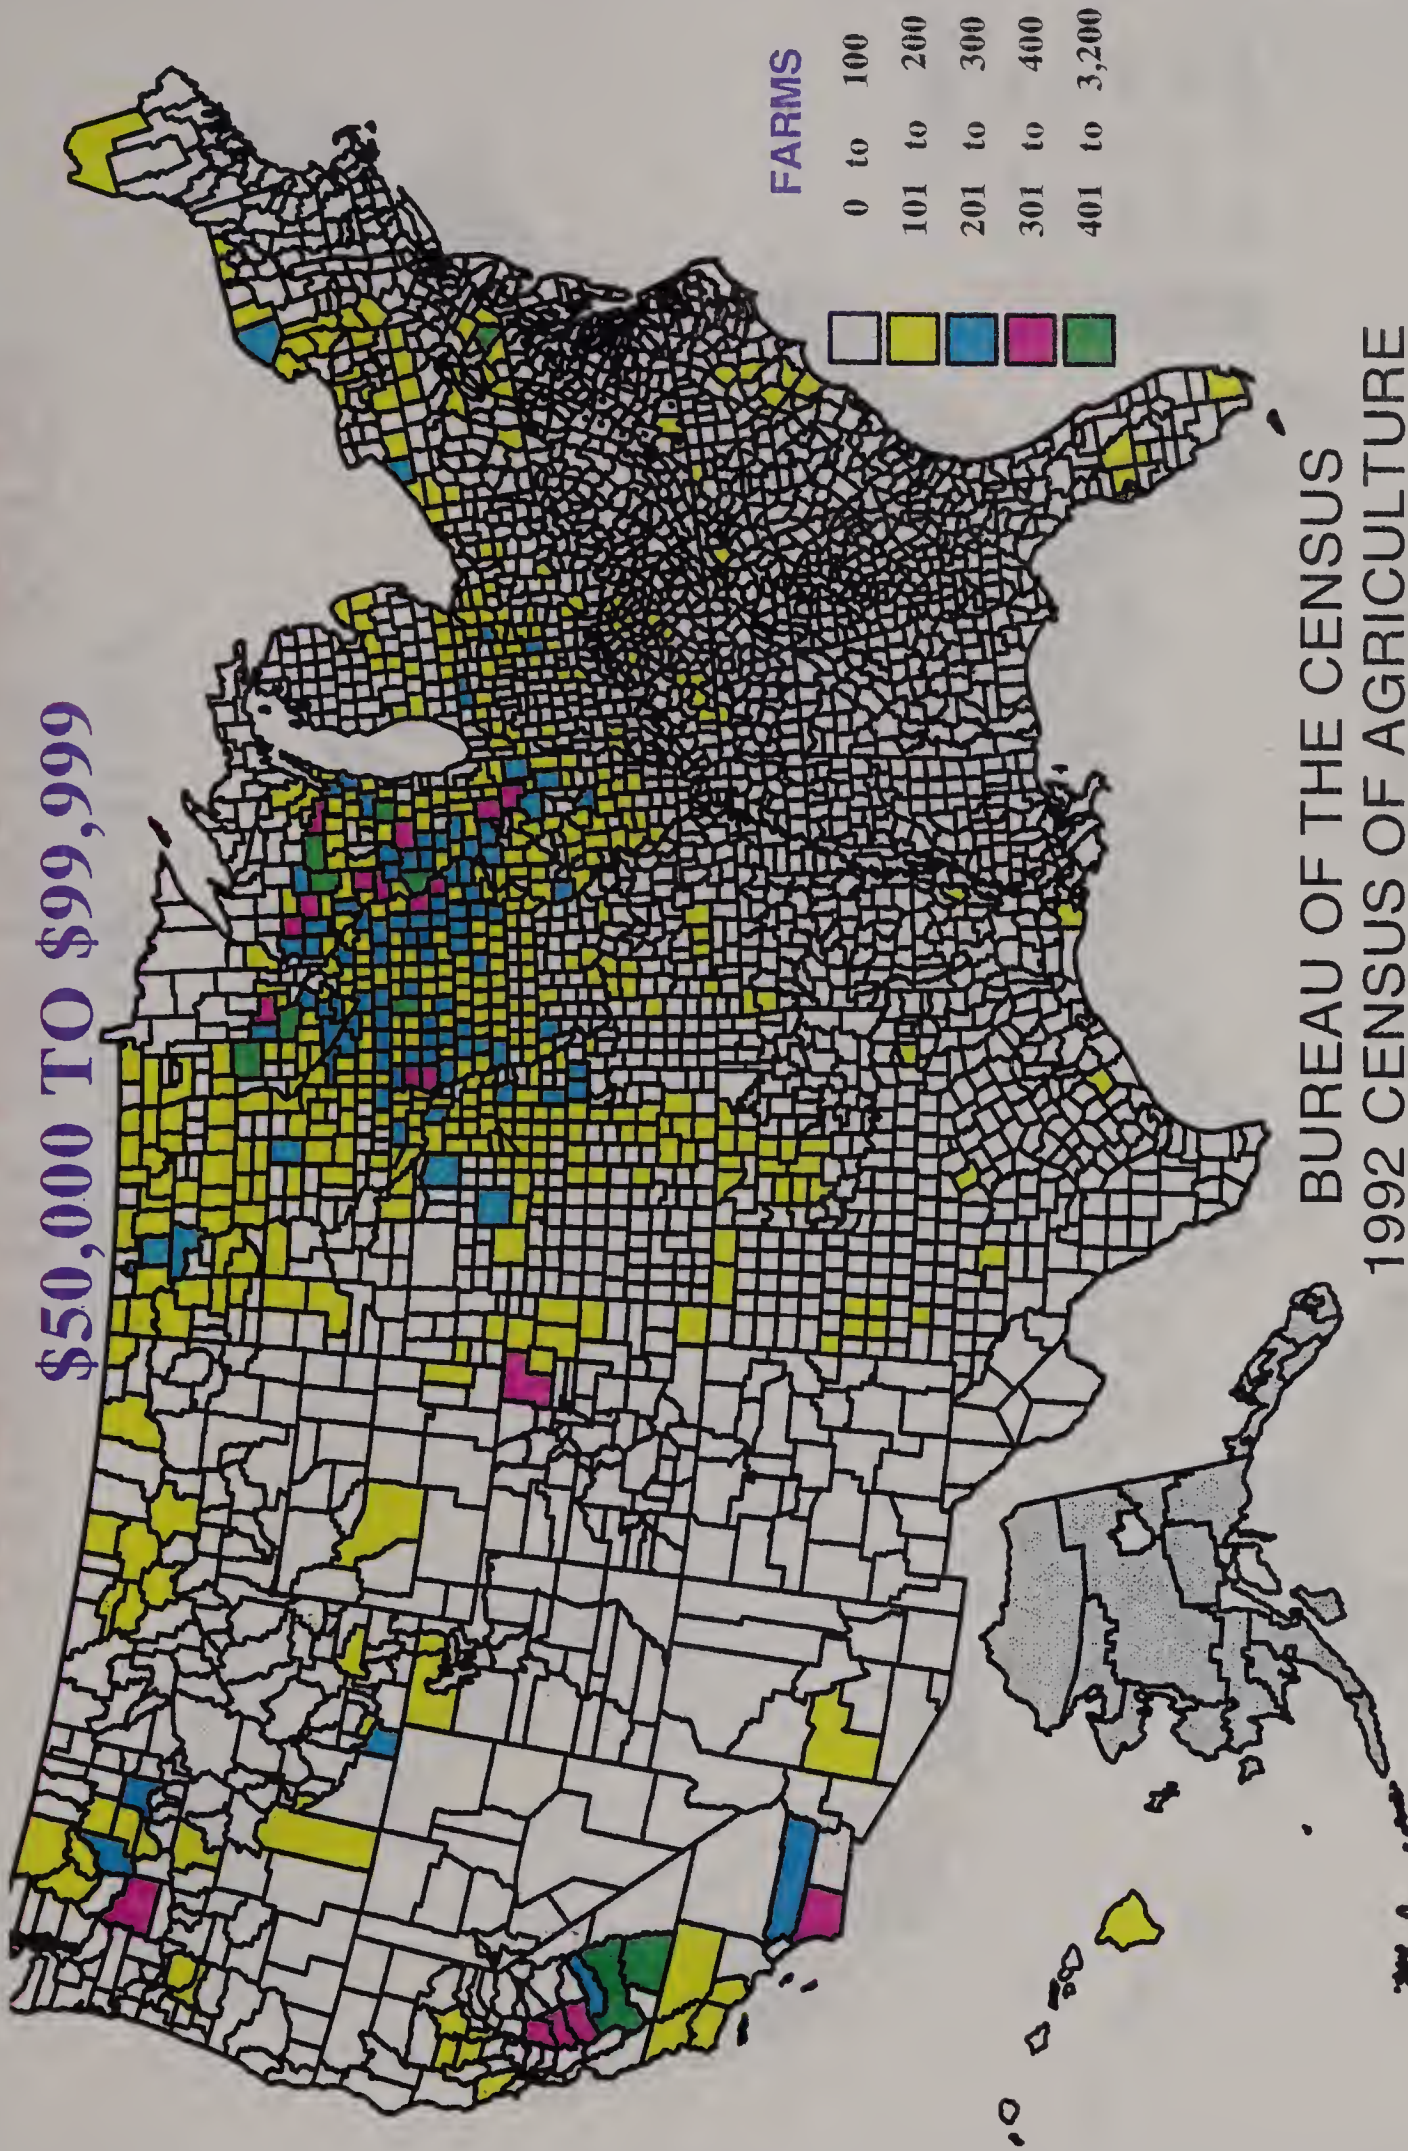 $50,000 TO $99,999
FARMS
0 to 100
101 to 200
201 to 300
301 to 400
401 to 3,200
BUREAU OF THE CENSUS
1992 CENSUS OF AGRICULTURE